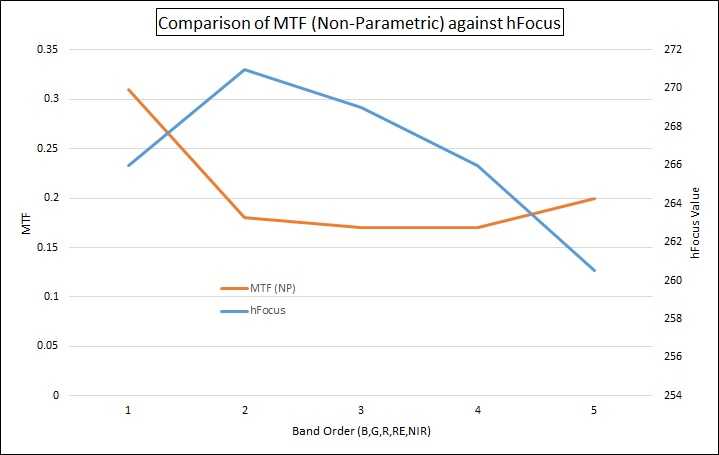 Comparison of MTF (Non-Parametric) against hFocus
0.35
0.3
0.25
0.2
0.15
0.1
0.05
0
MTF
272
270
268
266
264
262
260
258
256
254
hFocus Value
MTF (NP)
hFocus
1 2 3 4 5
Band Order (B,G,R,RE,NIR)